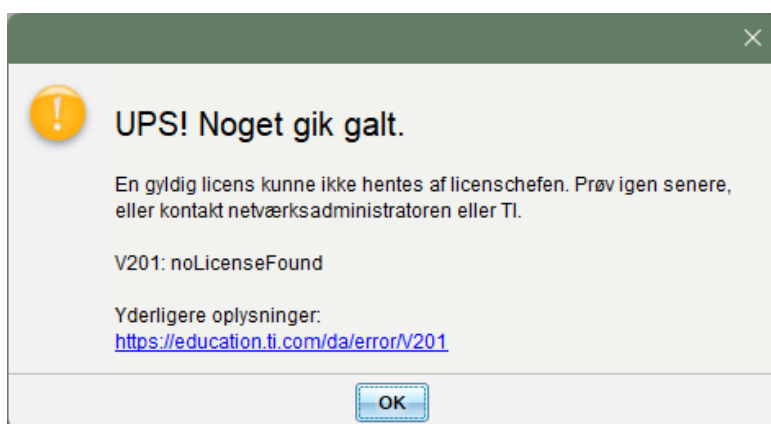 UPS! Noget gik galt.
En gyldig licens kunne ikke hentes af licenschefen. Prøv igen senere,
eller kontakt netværksadministratoren eller TI.
V201: noLicenseFound
Yderligere oplysninger:
https://education.ti.com/da/error/V201
OK